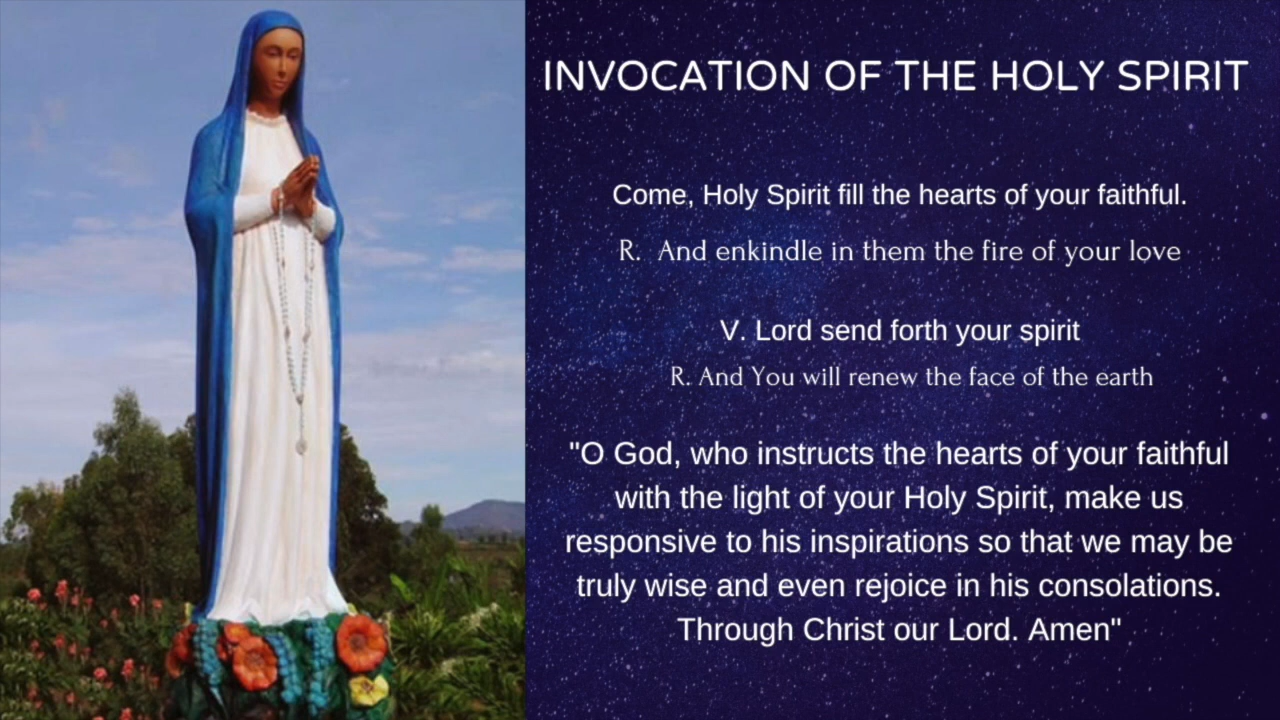 INVOCATION OF THE HOLY SPIRIT
Come, Holy Spirit fill the hearts of your faithful.
R. And enkindle in them the fire of your love
V. Lord send forth your spirit
R. And You will renew the face of the earth
"O God, who instructs the hearts of your faithful
with the light of your Holy Spirit, make us
responsive to his inspirations so that we may be
truly wise and even rejoice in his consolations.
Through Christ our Lord. Amen"